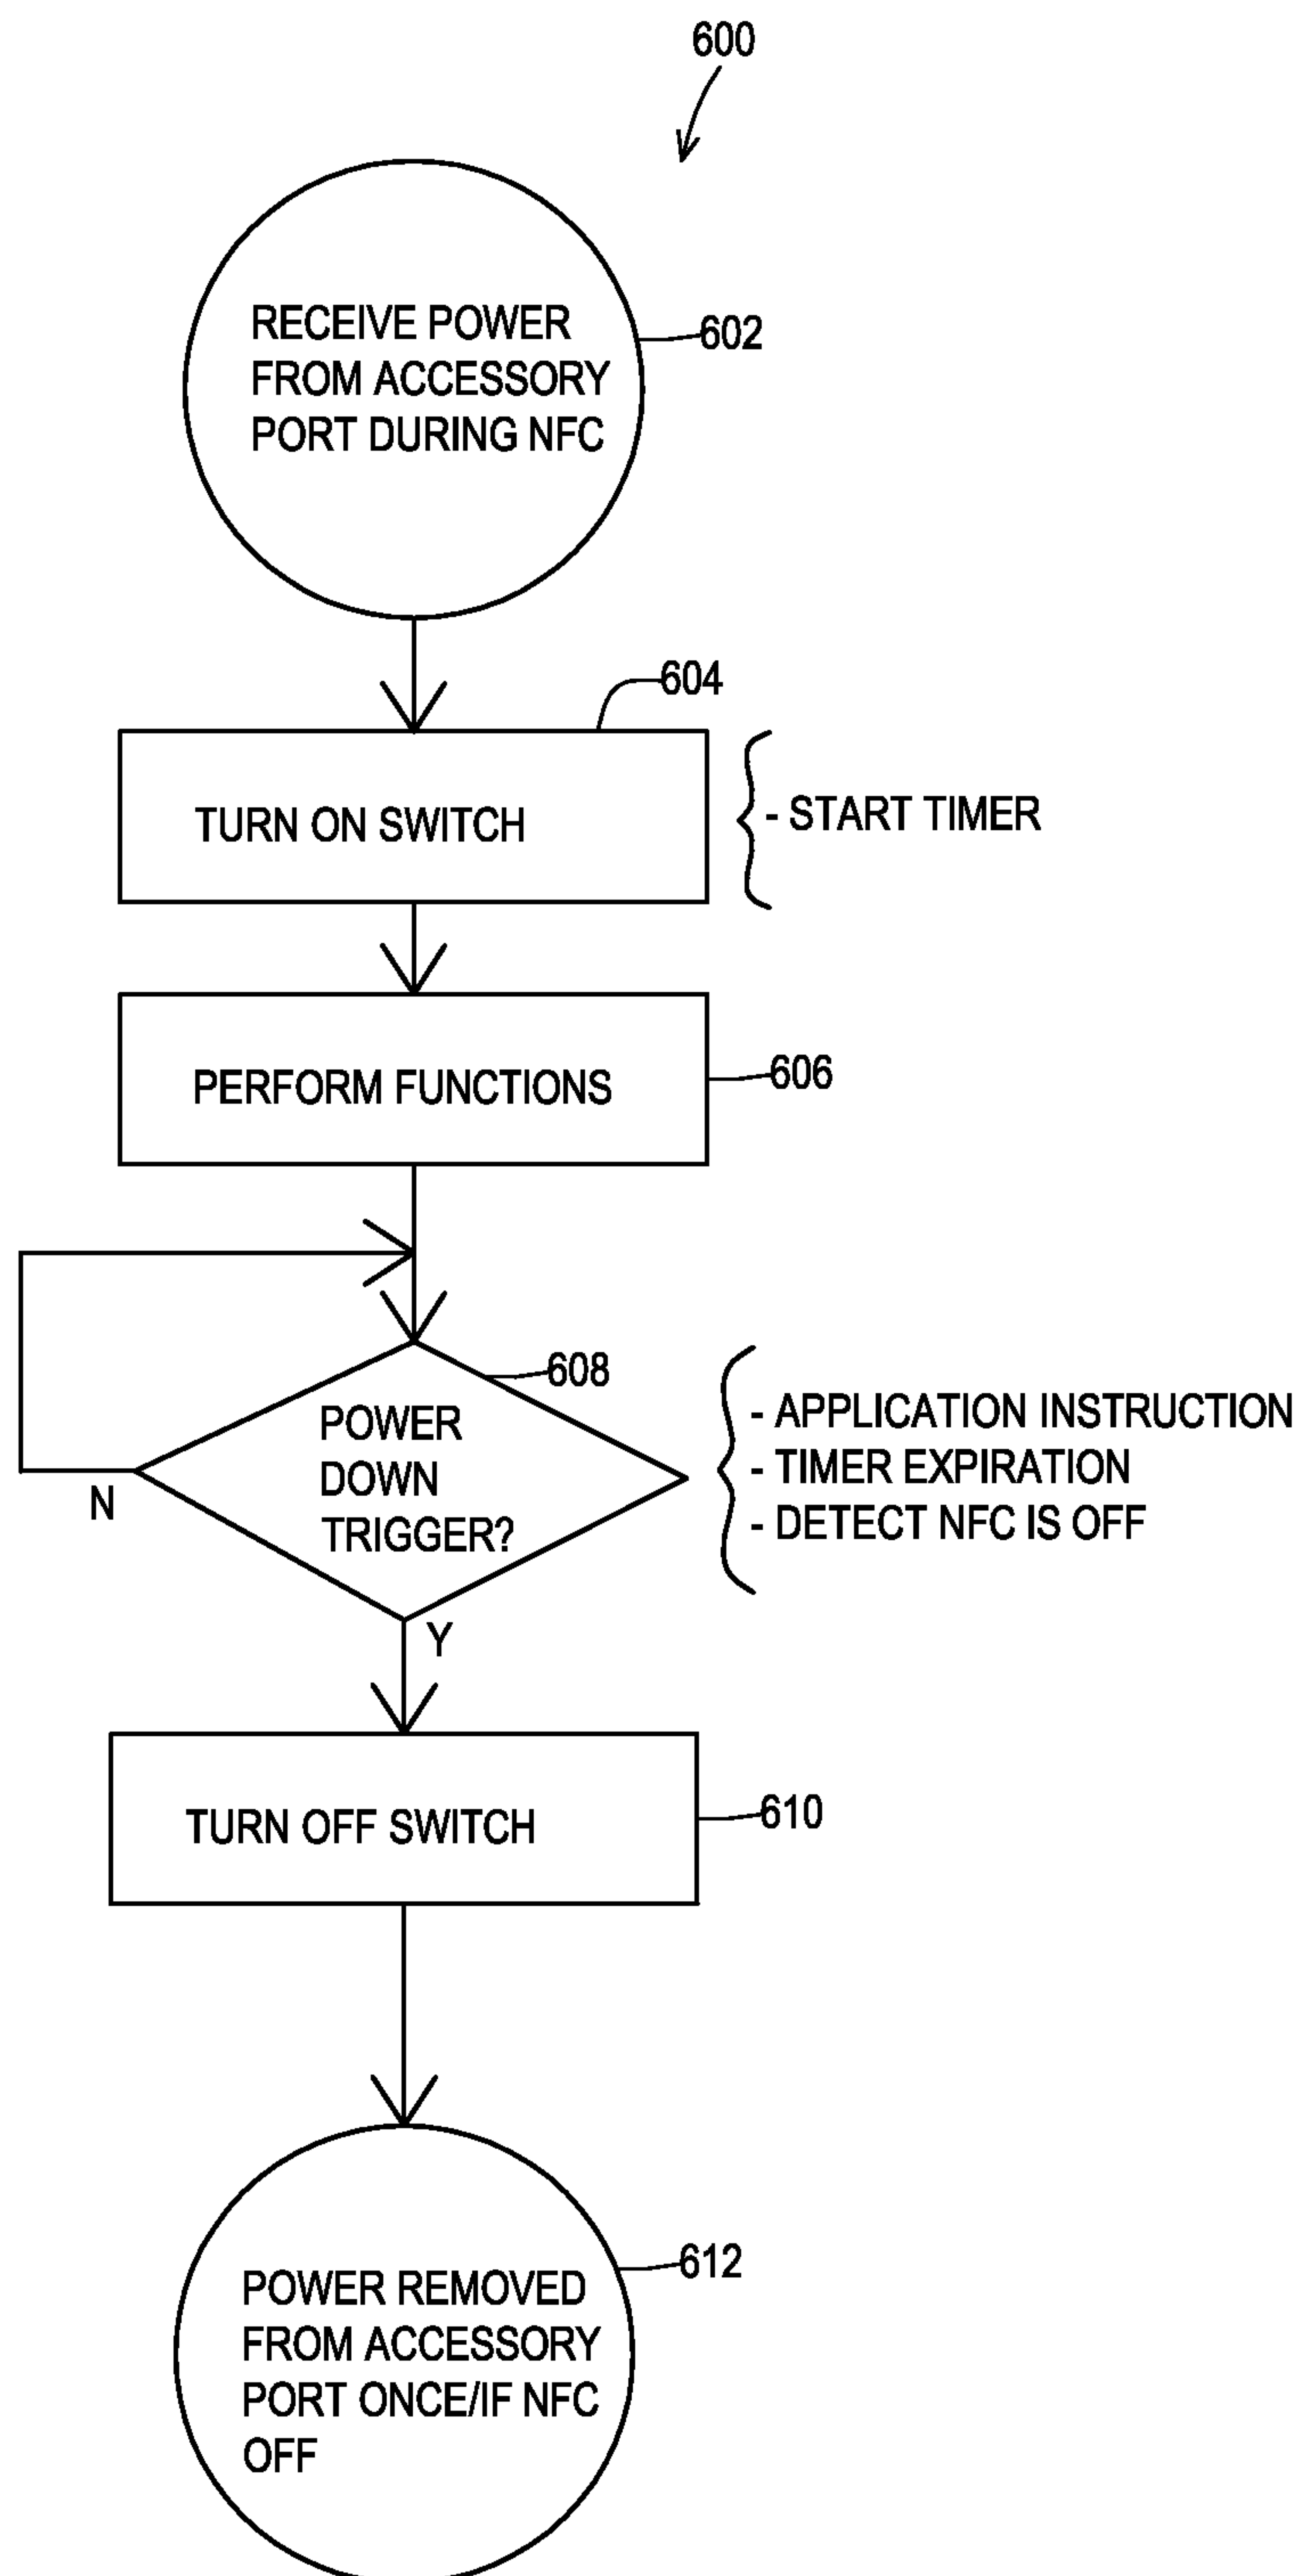 600
RECEIVE POWER
FROM ACCESSORY
PORT DURING NFC
602
604
TURN ON SWITCH
- START TIMER
PERFORM FUNCTIONS
606
608
POWER
DOWN
TRIGGER?
- APPLICATION INSTRUCTION
- TIMER EXPIRATION
- DETECT NFC IS OFF
N
Y
TURN OFF SWITCH
610
612
POWER REMOVED
FROM ACCESSORY
PORT ONCE/IF NFC
OFF